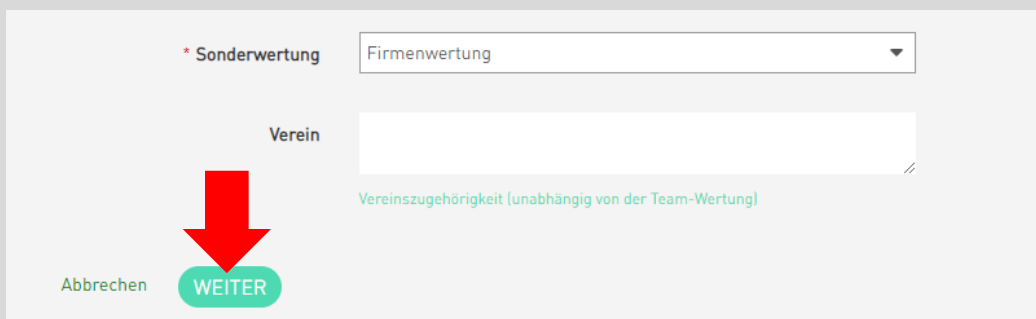 * Sonderwertung
Firmenwertung
Verein
Vereinszugehörigkeit (unabhängig von der Team-Wertung)
Abbrechen
WEITER